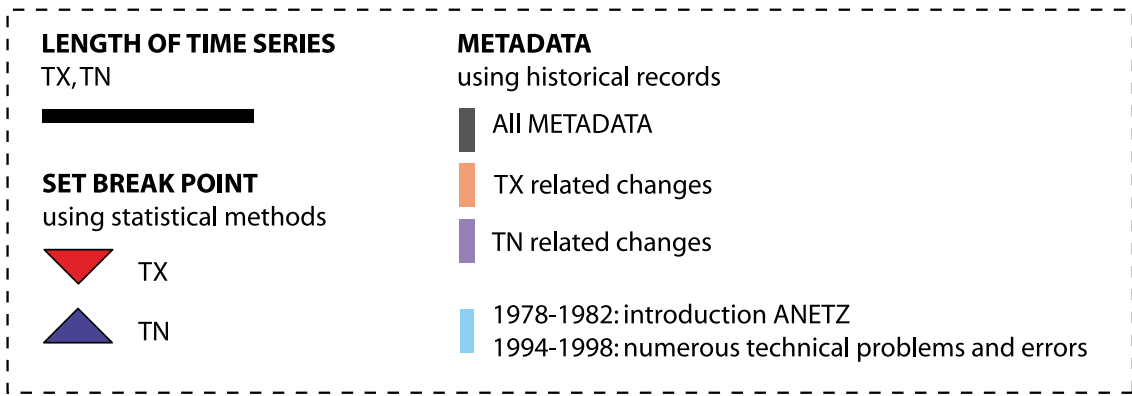 LENGTH OF TIME SERIES
TX, TN
SET BREAK POINT
using statistical methods
TX
TN
METADATA
using historical records
All METADATA
TX related changes
TN related changes
1978-1982: introduction ANETZ
1994-1998: numerous technical problems and errors